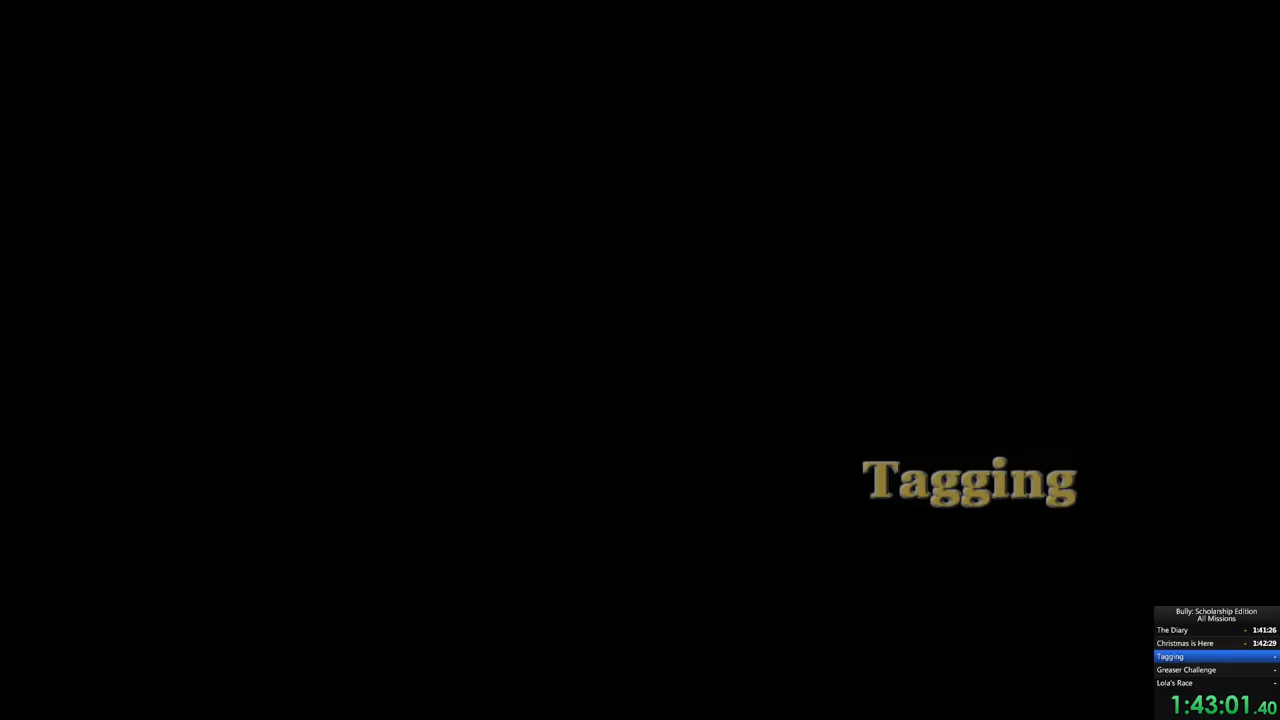 Tagging
Bully: Scholarship Edition
All Missions
The Diary - 1:41:26
Christmas is Here - 1:42:29
Tagging -
Greaser Challenge -
Lola's Race -
1:43:01.40